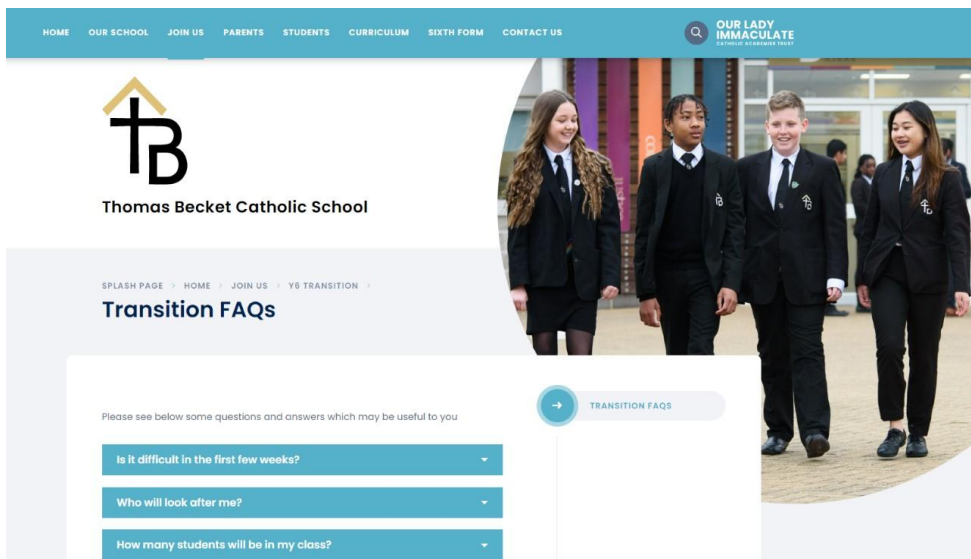 HOME OUR SCHOOL JOIN US PARENTS STUDENTS CURRICULUM SIXTH FORM CONTACT US
OUR LADY
IMMACULATE
CATHOLIC ACADEMIES TRUST
Thomas Becket Catholic School
SPLASH PAGE > HOME > JOIN US > Y6 TRANSITION >
Transition FAQs
Please see below some questions and answers which may be useful to you
TRANSITION FAQS
Is it difficult in the first few weeks?
Who will look after me?
How many students will be in my class?